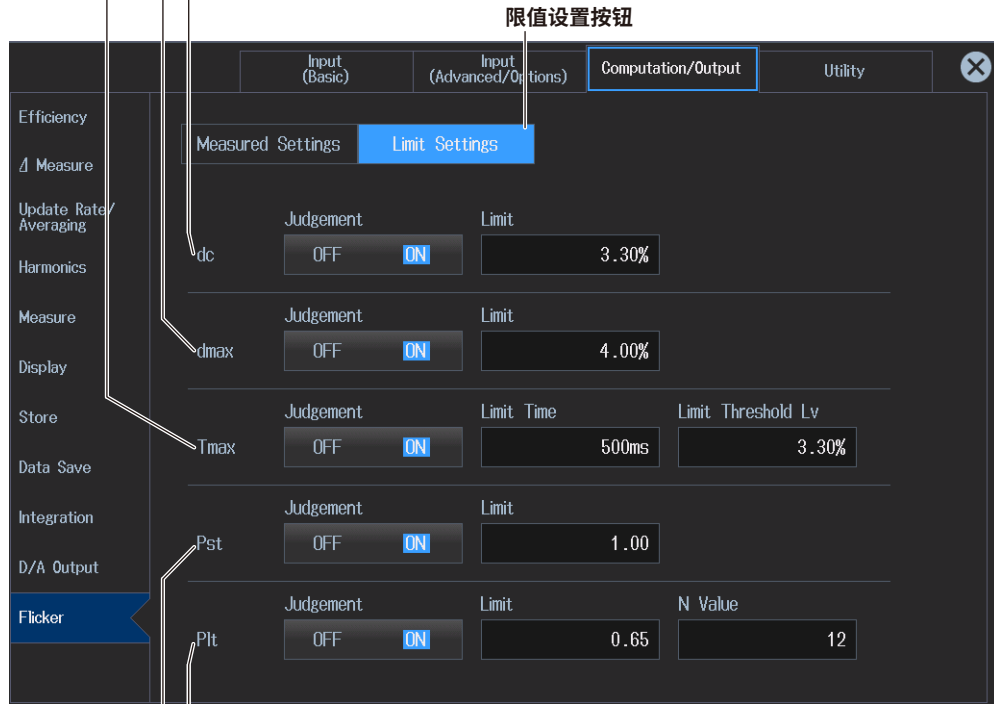 限值设置按钮
Input
(Basic)
Input
(Advanced/Options)
Computation/Output
Utility
Efficiency
Δ Measure
Update Rate/
Averaging
Harmonics
Measure
Display
Store
Data Save
Integration
D/A Output
Flicker
Measured Settings
Limit Settings
Judgement
Limit
dc
OFF
ON
3.30%
Judgement
Limit
dmax
OFF
ON
4.00%
Judgement
Limit Time
Limit Threshold Lv
Tmax
OFF
ON
500ms
3.30%
Judgement
Limit
Pst
OFF
ON
1.00
Judgement
Limit
N Value
Plt
OFF
ON
0.65
12